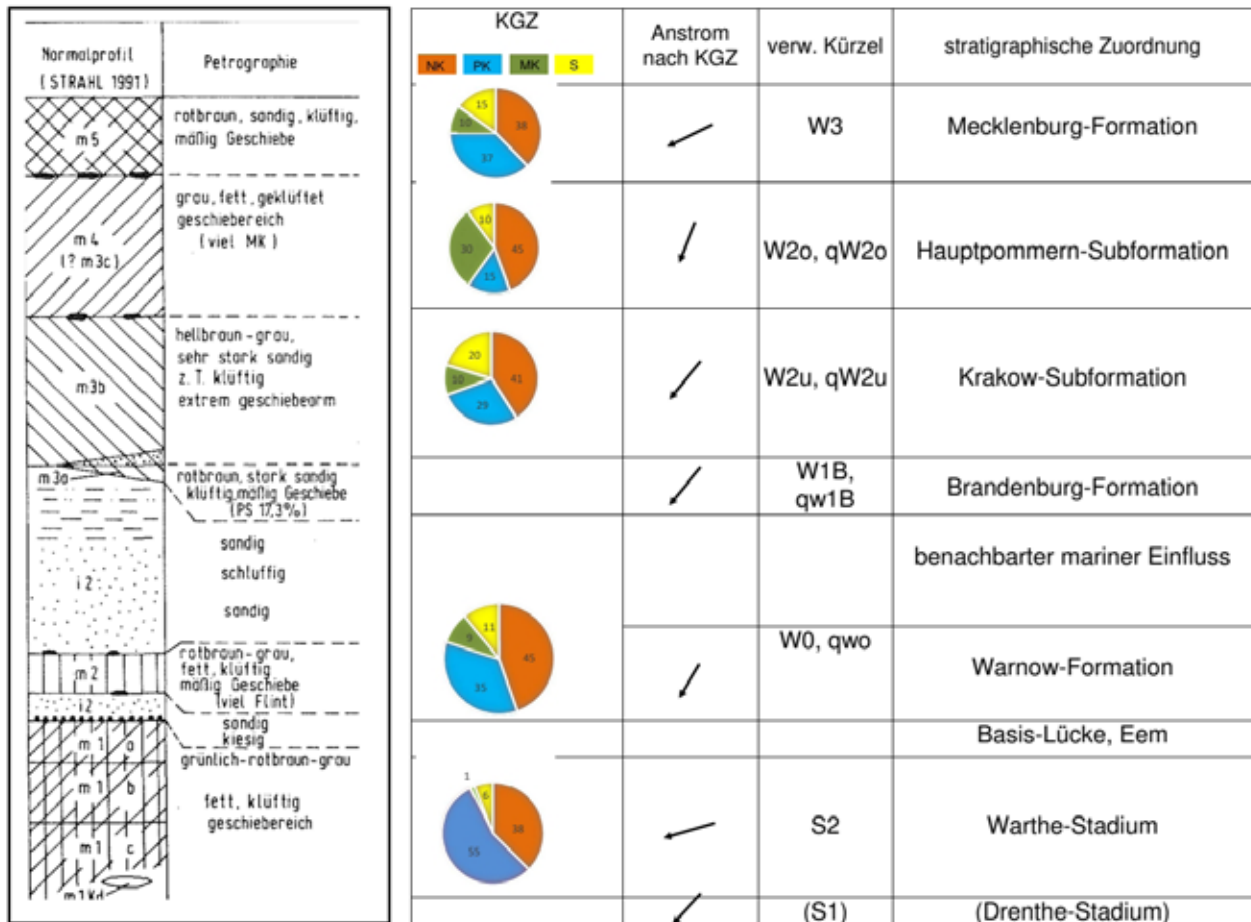 Normalprofil
(STRAHL 1991)
Petrographie
m5
rotbraun, sandig, klüftig,
mäßig Geschiebe
m4
(? m3c)
grau, fett, geklüftet
geschiebereich
(viel MK)
m3b
hellbraun-grau,
sehr stark sandig
z. T. klüftig
extrem geschiebearm
m3a
rotbraun, stark sandig
klüftig, mäßig Geschiebe
(PS 17,3%)
i2
sandig
schluffig
sandig
m2
rotbraun-grau,
fett, klüftig
mäßig Geschiebe
(viel Flint)
i2
sandig
kiesig
m1 a
m1 b
m1 c
m1Kd
grünlich-rotbraun-grau
fett, klüftig
geschiebereich
KGZ
NK PK MK S
Anstrom
nach KGZ
verw. Kürzel
stratigraphische Zuordnung
15
10
38
37
W3
Mecklenburg-Formation
10
30
45
15
W2o, qW2o
Hauptpommern-Subformation
20
10
41
29
W2u, qW2u
Krakow-Subformation
W1B,
qw1B
Brandenburg-Formation
benachbarter mariner Einfluss
11
9
45
35
W0, qwo
Warnow-Formation
Basis-Lücke, Eem
1
6
38
55
S2
Warthe-Stadium
(S1)
(Drenthe-Stadium)